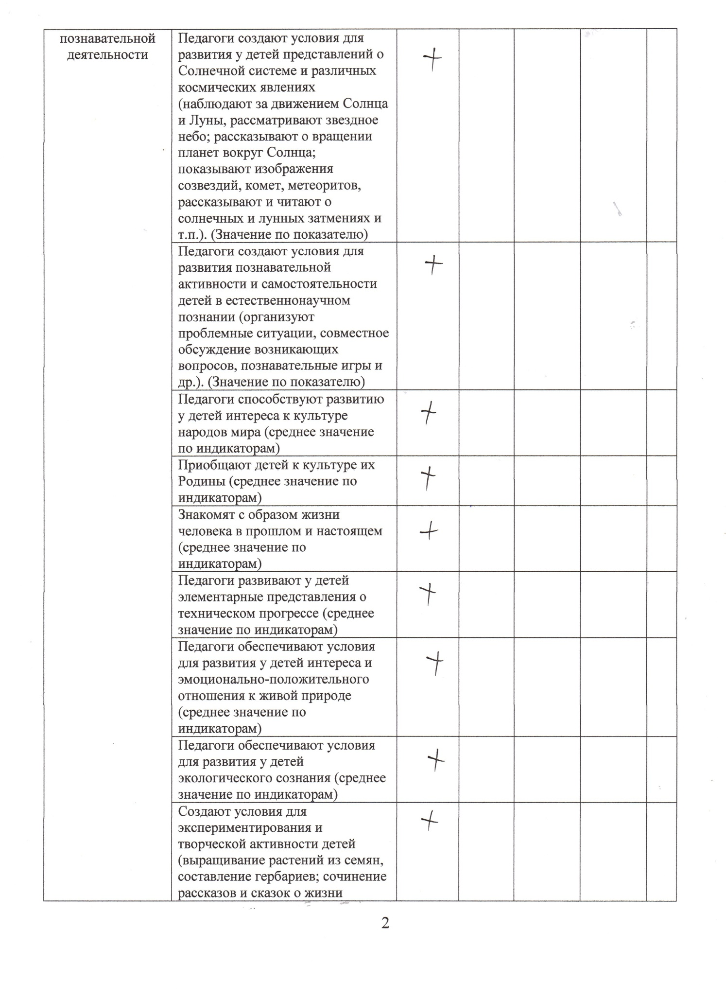 познавательной
деятельности
Педагоги создают условия для
развития у детей представлений о
Солнечной системе и различных
космических явлениях
(наблюдают за движением Солнца
и Луны, рассматривают звездное
небо; рассказывают о вращении
планет вокруг Солнца;
показывают изображения
созвездий, комет, метеоритов,
рассказывают и читают о
солнечных и лунных затмениях и
т.п.). (Значение по показателю)
+
Педагоги создают условия для
развития познавательной
активности и самостоятельности
детей в естественнонаучном
познании (организуют
проблемные ситуации, совместное
обсуждение возникающих
вопросов, познавательные игры и
др.). (Значение по показателю)
+
Педагоги способствуют развитию
у детей интереса к культуре
народов мира (среднее значение
по индикаторам)
+
Приобщают детей к культуре их
Родины (среднее значение по
индикаторам)
+
Знакомят с образом жизни
человека в прошлом и настоящем
(среднее значение по
индикаторам)
+
Педагоги развивают у детей
элементарные представления о
техническом прогрессе (среднее
значение по индикаторам)
+
Педагоги обеспечивают условия
для развития у детей интереса и
эмоционально-положительного
отношения к живой природе
(среднее значение по
индикаторам)
+
Педагоги обеспечивают условия
для развития у детей
экологического сознания (среднее
значение по индикаторам)
+
Создают условия для
экспериментирования и
творческой активности детей
(выращивание растений из семян,
составление гербариев; сочинение
рассказов и сказок о жизни
+
2